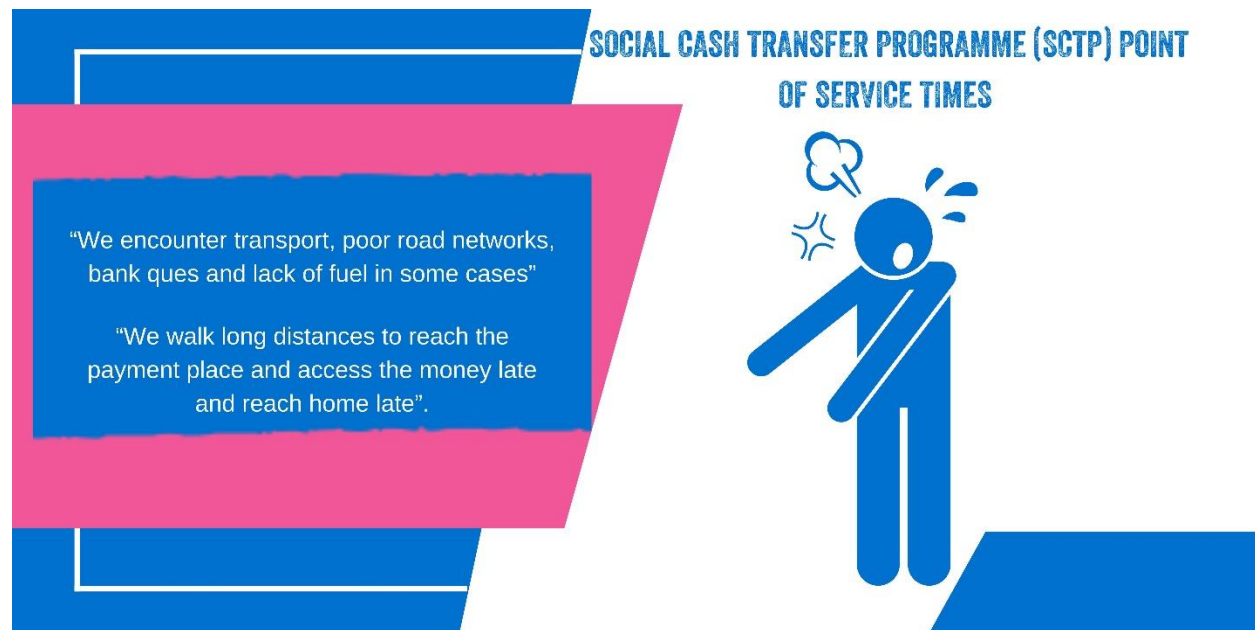 SOCIAL CASH TRANSFER PROGRAMME (SCTP) POINT
OF SERVICE TIMES
“We encounter transport, poor road networks,
bank ques and lack of fuel in some cases”
“We walk long distances to reach the
payment place and access the money late
and reach home late”.